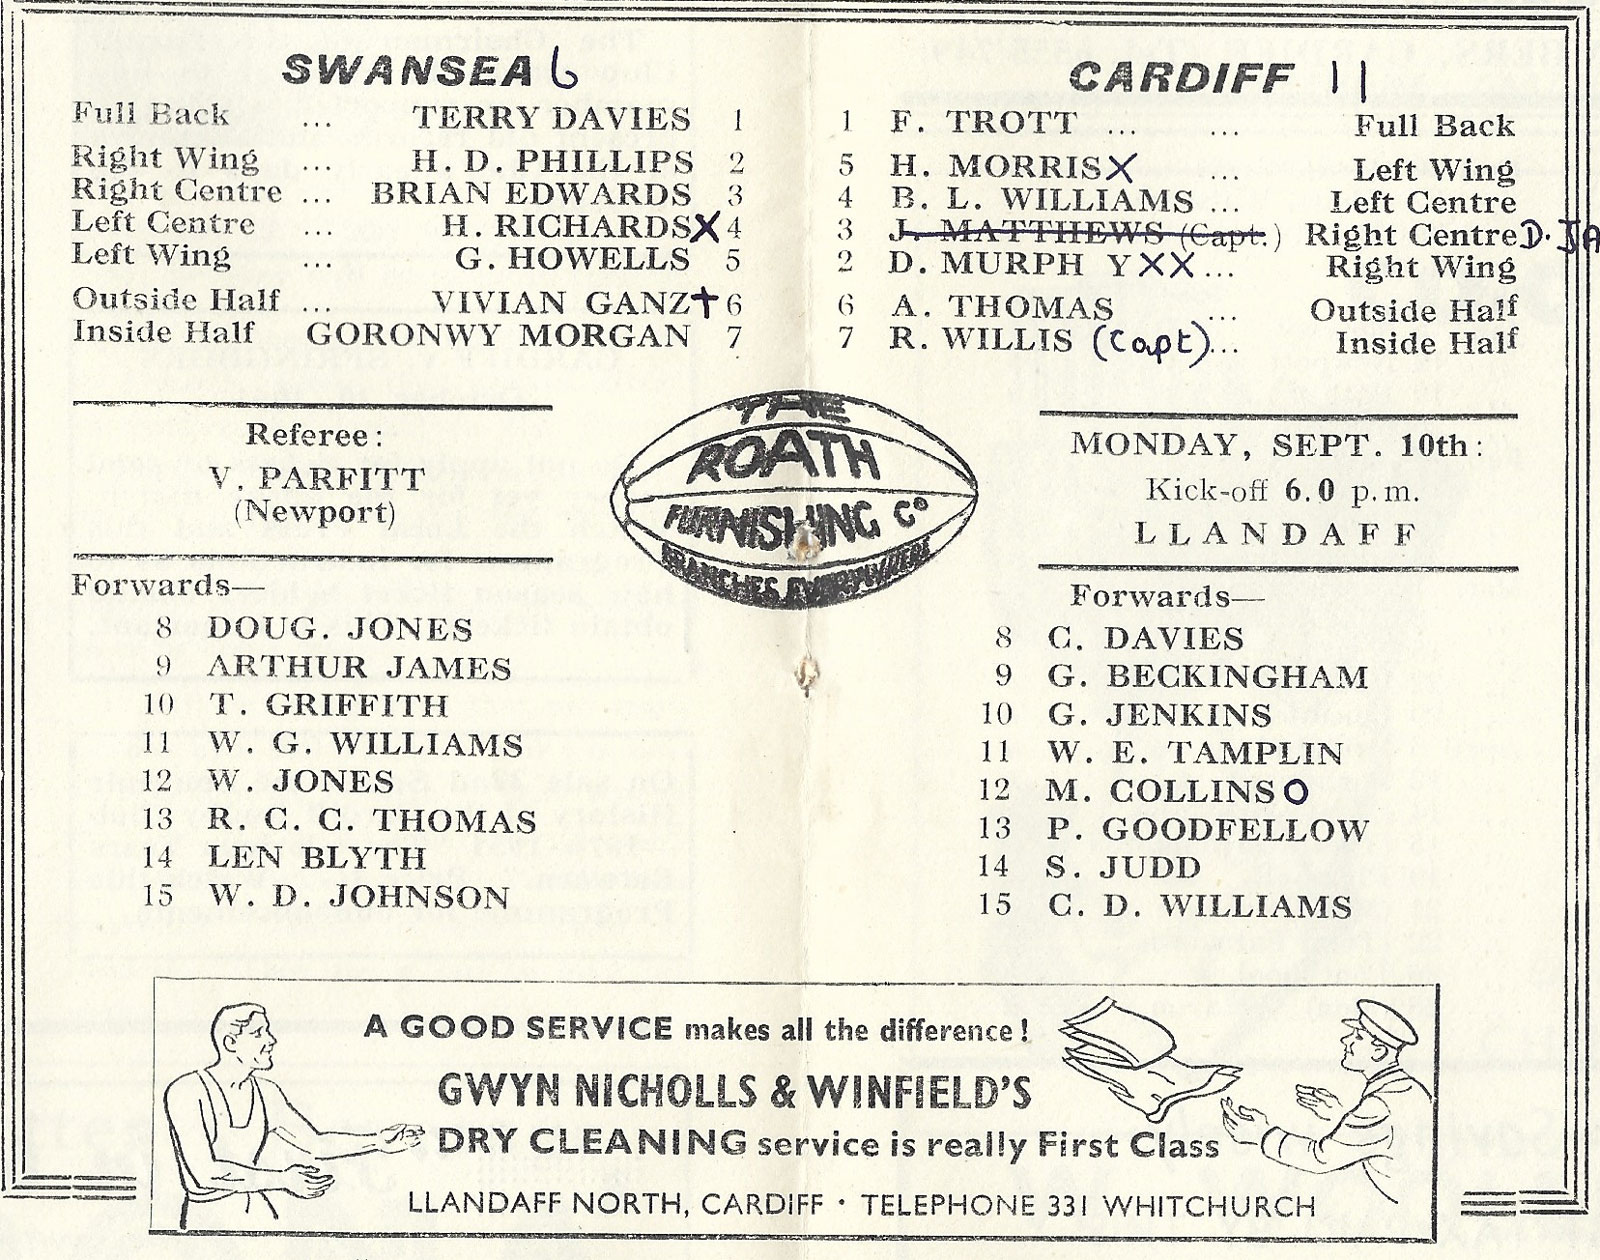 SWANSEA 6
Full Back ... TERRY DAVIES 1
Right Wing ... H. D. PHILLIPS 2
Right Centre ... BRIAN EDWARDS 3
Left Centre ... H. RICHARDS X 4
Left Wing ... G. HOWELLS 5
Outside Half ... VIVIAN GANZ † 6
Inside Half GORONWY MORGAN 7
Referee:
V. PARFITT
(Newport)
Forwards—
8 DOUG. JONES
9 ARTHUR JAMES
10 T. GRIFFITH
11 W. G. WILLIAMS
12 W. JONES
13 R. C. C. THOMAS
14 LEN BLYTH
15 W. D. JOHNSON
THE
ROATH
FURNISHING Co
BRANCHES EVERYWHERE
CARDIFF 11
1 F. TROTT ... ... Full Back
5 H. MORRIS X ... Left Wing
4 B. L. WILLIAMS ... Left Centre
3 J. MATTHEWS (Capt.) Right Centre D. JA
2 D. MURPH Y XX ... Right Wing
6 A. THOMAS ... Outside Half
7 R. WILLIS (Capt) ... Inside Half
MONDAY, SEPT. 10th:
Kick-off 6.0 p.m.
LLANDAFF
Forwards—
8 C. DAVIES
9 G. BECKINGHAM
10 G. JENKINS
11 W. E. TAMPLIN
12 M. COLLINS O
13 P. GOODFELLOW
14 S. JUDD
15 C. D. WILLIAMS
A GOOD SERVICE makes all the difference!
GWYN NICHOLLS & WINFIELD'S
DRY CLEANING service is really First Class
LLANDAFF NORTH, CARDIFF · TELEPHONE 331 WHITCHURCH